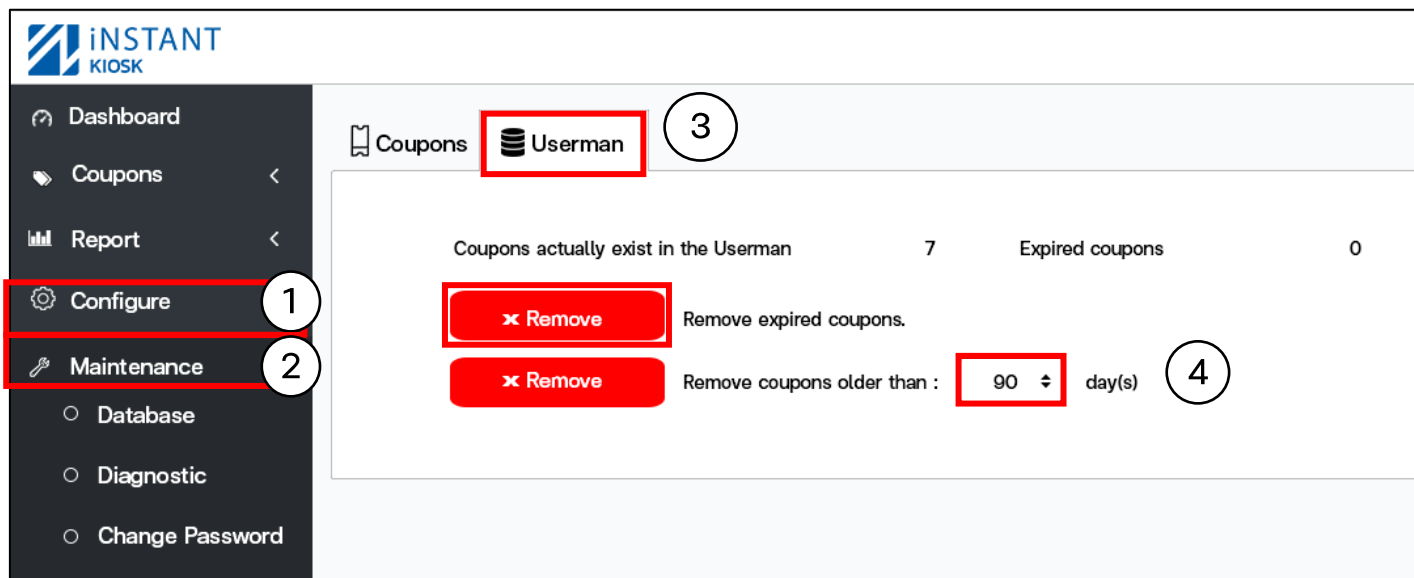 iNSTANT
KIOSK
Dashboard
Coupons
Report
Configure 1
Maintenance 2
Database
Diagnostic
Change Password
Coupons Userman 3
Coupons actually exist in the Userman 7 Expired coupons 0
Remove Remove expired coupons.
Remove Remove coupons older than : 90 day(s) 4